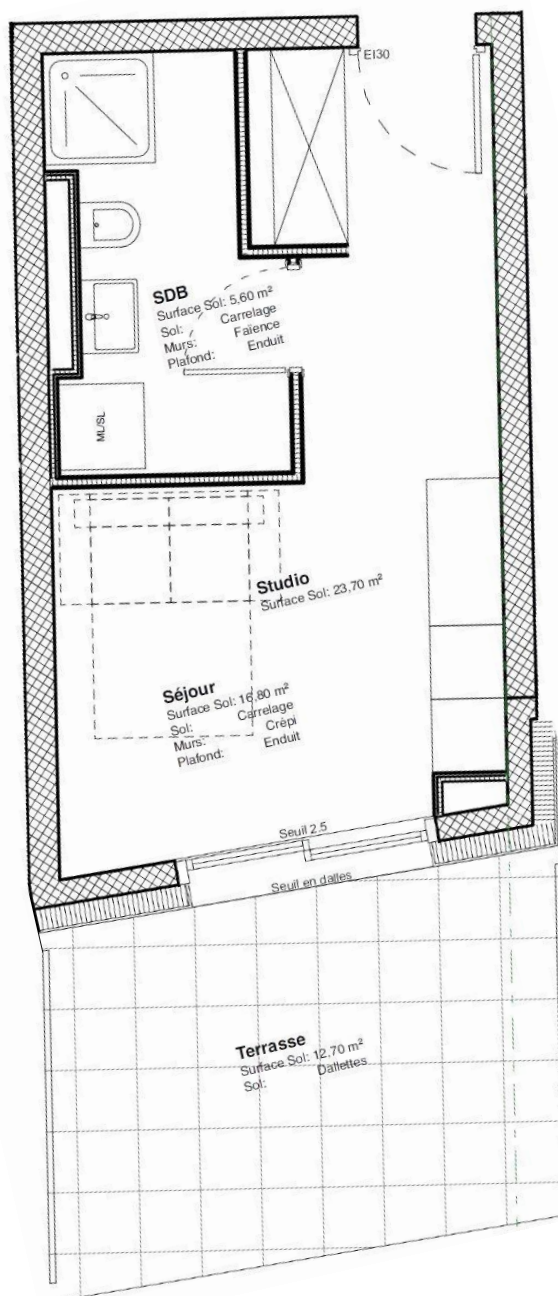 EI30
SDB
Surface Sol: 5,60 m²
Sol: Carrelage
Murs: Faïence
Plafond: Enduit
ML/SL
Studio
Surface Sol: 23,70 m²
Séjour
Surface Sol: 16,80 m²
Sol: Carrelage
Murs: Crépi
Plafond: Enduit
Seuil 2.5
Seuil en dalles
Terrasse
Surface Sol: 12,70 m²
Sol: Dallettes